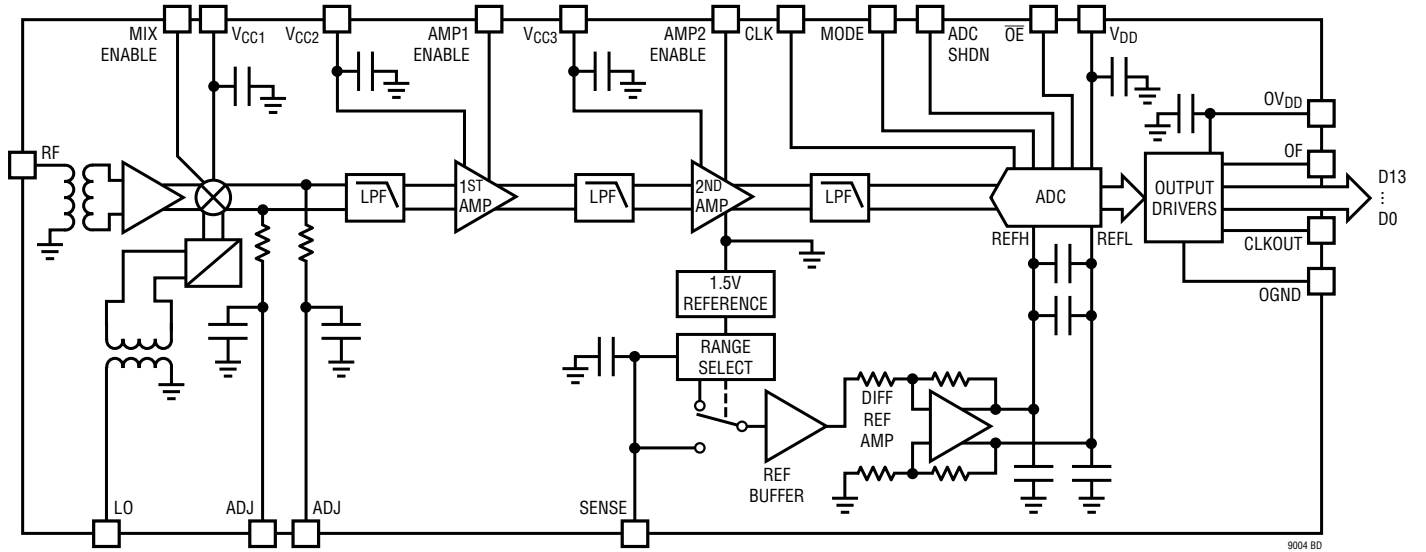 MIX
ENABLE
VCC1
VCC2
AMP1
ENABLE
VCC3
AMP2
ENABLE
CLK
MODE
ADC
SHDN
OE
VDD
OVDD
RF
OF
LPF
1ST
AMP
LPF
2ND
AMP
LPF
ADC
OUTPUT
DRIVERS
D13
⋮
D0
REFH
REFL
CLKOUT
OGND
1.5V
REFERENCE
RANGE
SELECT
DIFF
REF
AMP
REF
BUFFER
LO
ADJ
ADJ
SENSE
9004 BD